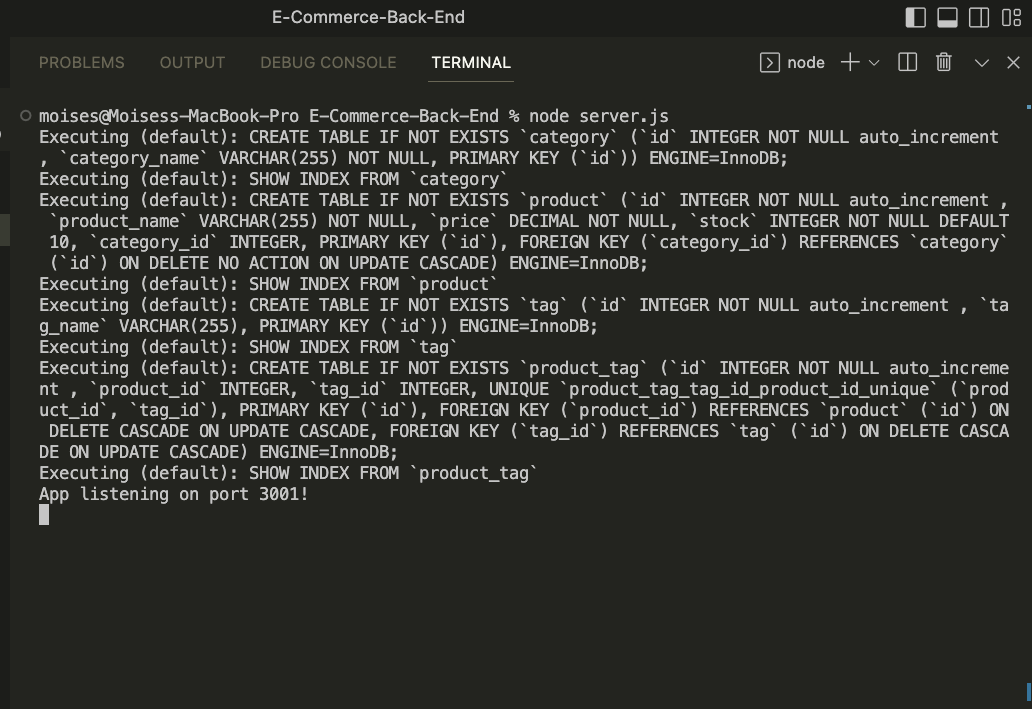 E-Commerce-Back-End
PROBLEMS OUTPUT DEBUG CONSOLE TERMINAL node
moises@Moisess-MacBook-Pro E-Commerce-Back-End % node server.js
Executing (default): CREATE TABLE IF NOT EXISTS `category` (`id` INTEGER NOT NULL auto_increment
, `category_name` VARCHAR(255) NOT NULL, PRIMARY KEY (`id`)) ENGINE=InnoDB;
Executing (default): SHOW INDEX FROM `category`
Executing (default): CREATE TABLE IF NOT EXISTS `product` (`id` INTEGER NOT NULL auto_increment ,
`product_name` VARCHAR(255) NOT NULL, `price` DECIMAL NOT NULL, `stock` INTEGER NOT NULL DEFAULT
10, `category_id` INTEGER, PRIMARY KEY (`id`), FOREIGN KEY (`category_id`) REFERENCES `category`
(`id`) ON DELETE NO ACTION ON UPDATE CASCADE) ENGINE=InnoDB;
Executing (default): SHOW INDEX FROM `product`
Executing (default): CREATE TABLE IF NOT EXISTS `tag` (`id` INTEGER NOT NULL auto_increment , `ta
g_name` VARCHAR(255), PRIMARY KEY (`id`)) ENGINE=InnoDB;
Executing (default): SHOW INDEX FROM `tag`
Executing (default): CREATE TABLE IF NOT EXISTS `product_tag` (`id` INTEGER NOT NULL auto_increme
nt , `product_id` INTEGER, `tag_id` INTEGER, UNIQUE `product_tag_tag_id_product_id_unique` (`prod
uct_id`, `tag_id`), PRIMARY KEY (`id`), FOREIGN KEY (`product_id`) REFERENCES `product` (`id`) ON
DELETE CASCADE ON UPDATE CASCADE, FOREIGN KEY (`tag_id`) REFERENCES `tag` (`id`) ON DELETE CASCA
DE ON UPDATE CASCADE) ENGINE=InnoDB;
Executing (default): SHOW INDEX FROM `product_tag`
App listening on port 3001!